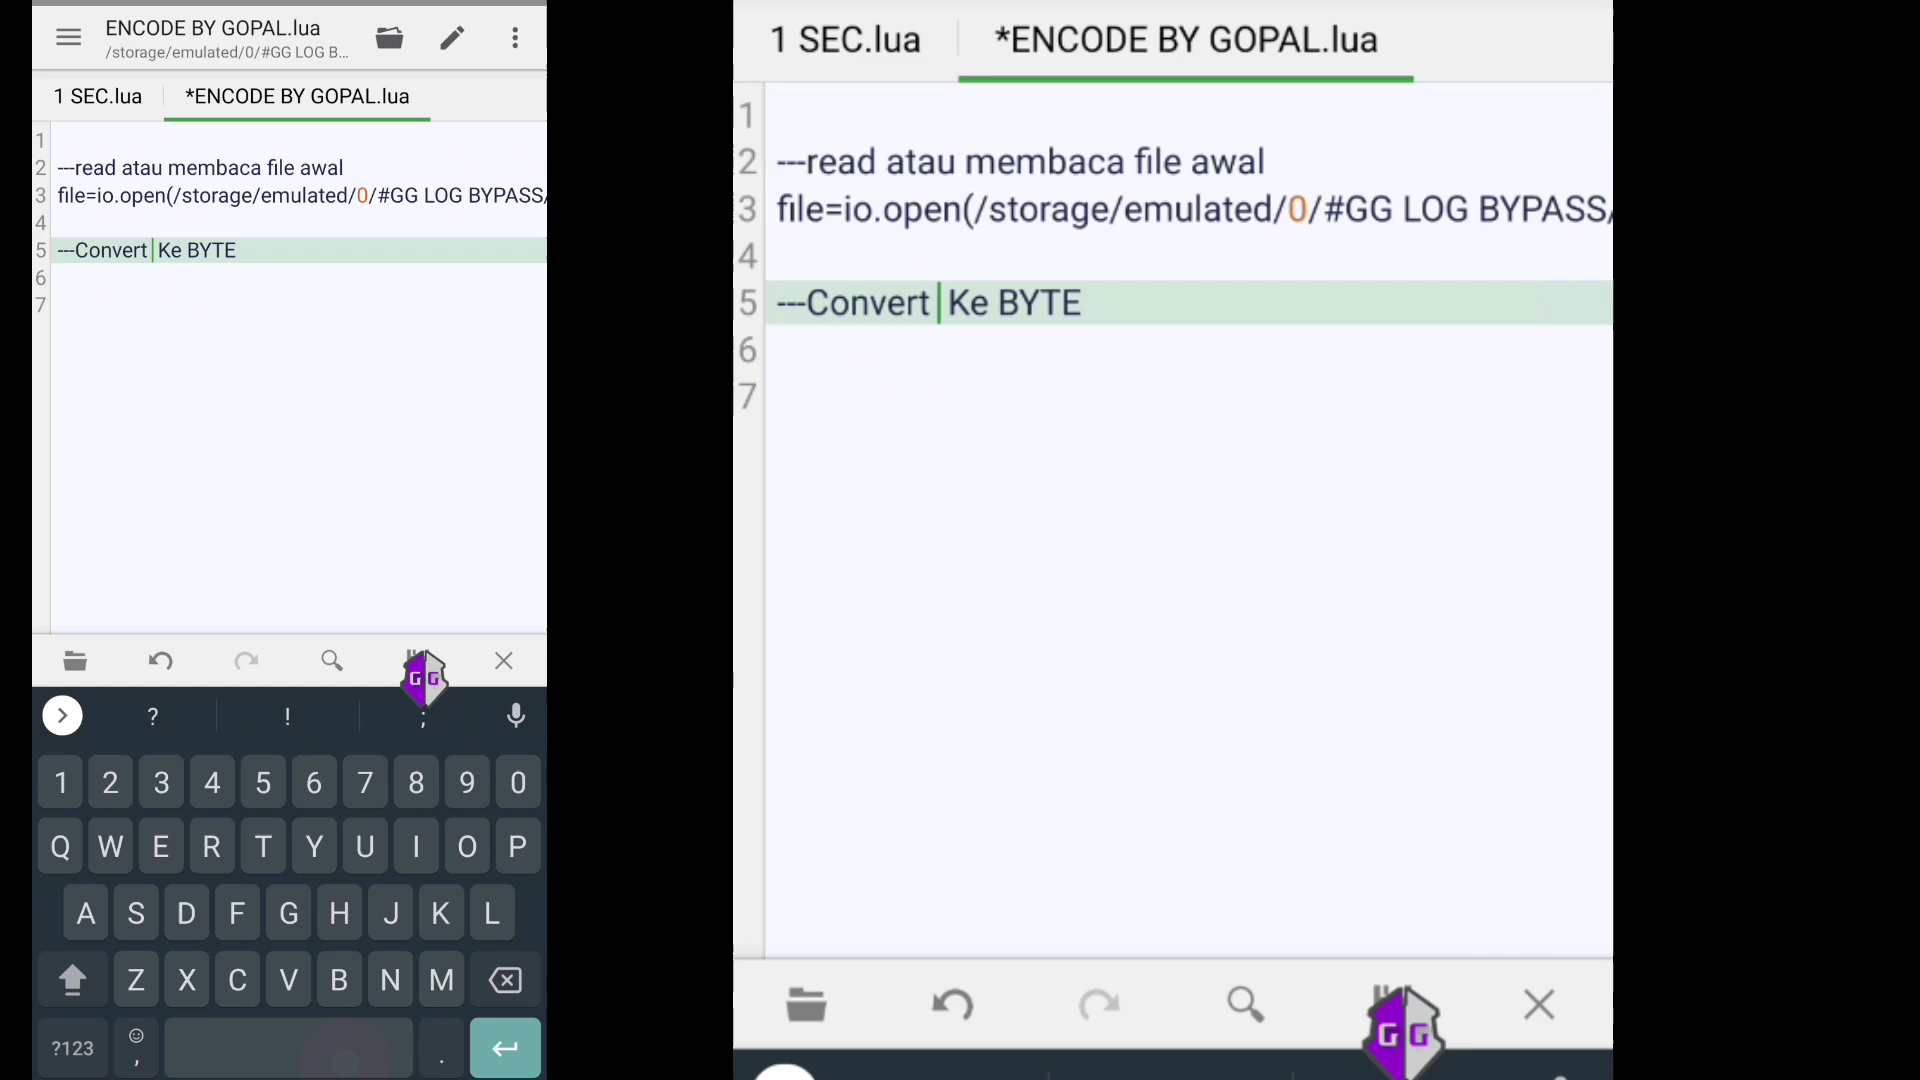 ENCODE BY GOPAL.lua
/storage/emulated/0/#GG LOG B...
1 SEC.lua
*ENCODE BY GOPAL.lua
1
2 ---read atau membaca file awal
3 file=io.open(/storage/emulated/0/#GG LOG BYPASS/
4
5 ---Convert Ke BYTE
6
7
GG
? ! ;
1 2 3 4 5 6 7 8 9 0
Q W E R T Y U I O P
A S D F G H J K L
Z X C V B N M
?123 , .
1 SEC.lua
*ENCODE BY GOPAL.lua
1
2 ---read atau membaca file awal
3 file=io.open(/storage/emulated/0/#GG LOG BYPASS/
4
5 ---Convert Ke BYTE
6
7
GG